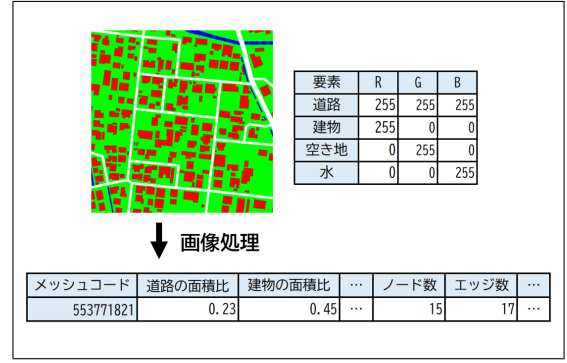 要素 R G B
道路 255 255 255
建物 255 0 0
空き地 0 255 0
水 0 0 255
画像処理
メッシュコード 道路の面積比 建物の面積比 … ノード数 エッジ数 …
553771821 0.23 0.45 … 15 17 …